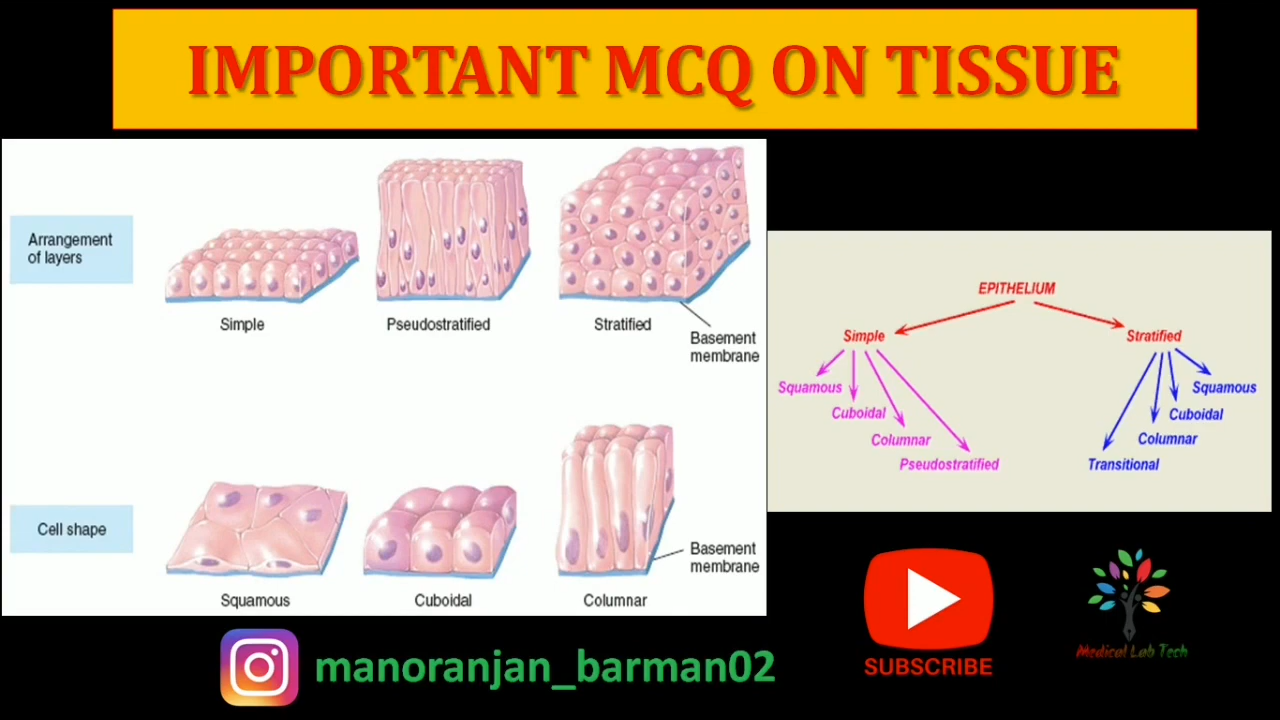 IMPORTANT MCQ ON TISSUE
Arrangement
of layers
Simple
Pseudostratified
Stratified
Basement
membrane
Cell shape
Squamous
Cuboidal
Columnar
Basement
membrane
EPITHELIUM
Simple
Stratified
Squamous
Cuboidal
Columnar
Pseudostratified
Squamous
Cuboidal
Columnar
Transitional
manoranjan_barman02
SUBSCRIBE
Medical Lab Tech